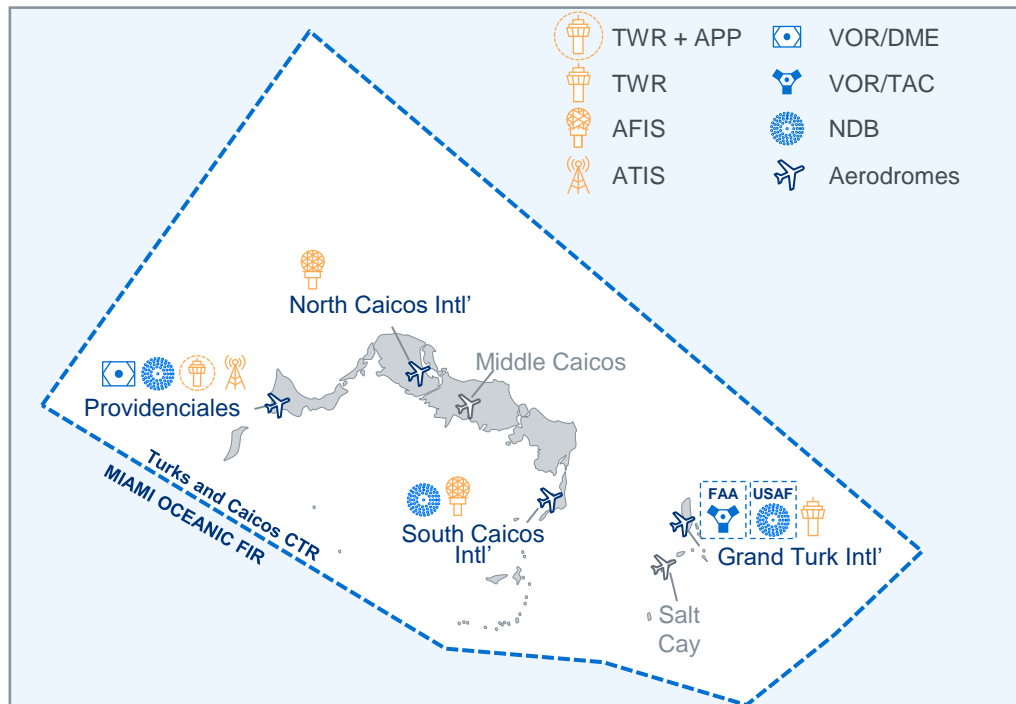 TWR + APP
VOR/DME
TWR
VOR/TAC
AFIS
NDB
ATIS
Aerodromes
North Caicos Intl’
Middle Caicos
Providenciales
Turks and Caicos CTR
MIAMI OCEANIC FIR
South Caicos
Intl’
FAA
USAF
Grand Turk Intl’
Salt
Cay